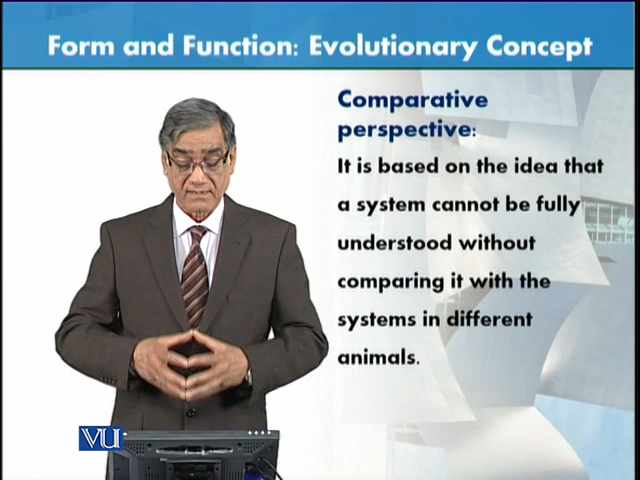 Form and Function: Evolutionary Concept
Comparative
perspective:
It is based on the idea that
a system cannot be fully
understood without
comparing it with the
systems in different
animals.
VU